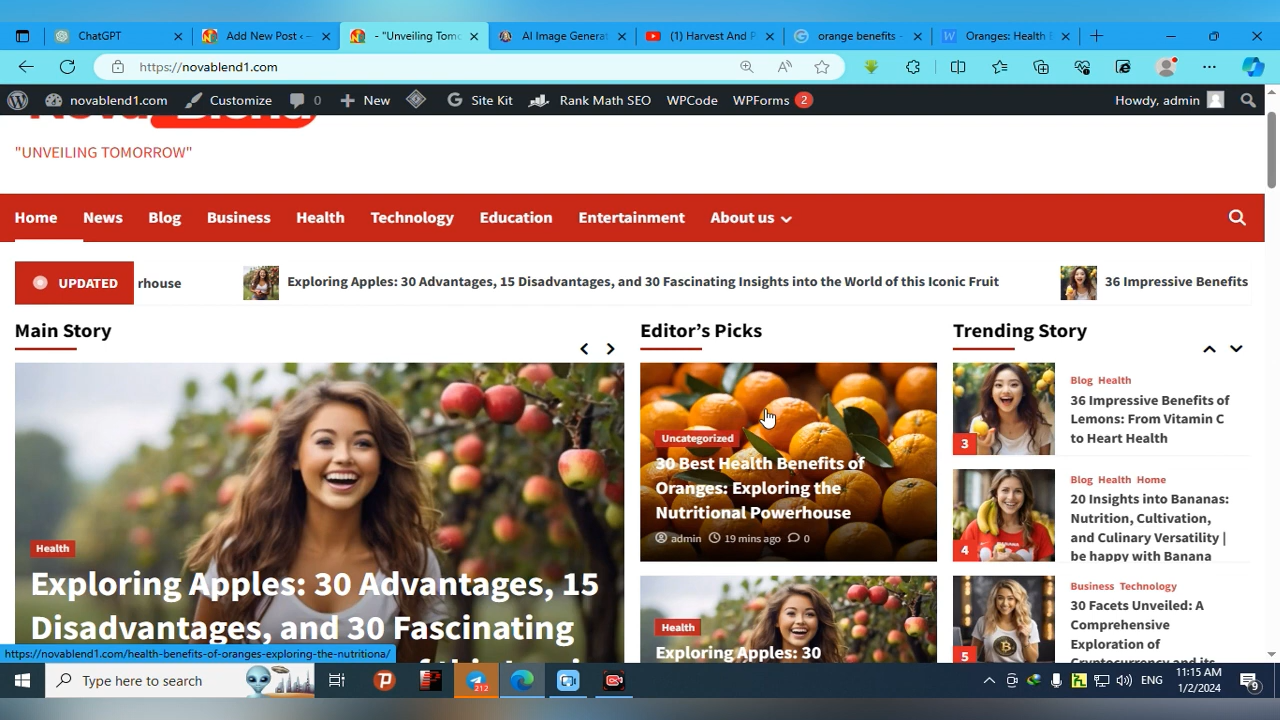 ChatGPT
Add New Post ‹ –
- "Unveiling Tom
AI Image Generat
(1) Harvest And P
orange benefits -
Oranges: Health B
https://novablend1.com
novablend1.com
Customize
0
New
Site Kit
Rank Math SEO
WPCode
WPForms 2
Howdy, admin
"UNVEILING TOMORROW"
Home
News
Blog
Business
Health
Technology
Education
Entertainment
About us
UPDATED
rhouse
Exploring Apples: 30 Advantages, 15 Disadvantages, and 30 Fascinating Insights into the World of this Iconic Fruit
36 Impressive Benefits
Main Story
Health
Exploring Apples: 30 Advantages, 15
Disadvantages, and 30 Fascinating
Editor's Picks
Uncategorized
30 Best Health Benefits of
Oranges: Exploring the
Nutritional Powerhouse
admin 19 mins ago 0
Health
Exploring Apples: 30
Trending Story
Blog Health
36 Impressive Benefits of
Lemons: From Vitamin C
to Heart Health
3
Blog Health Home
20 Insights into Bananas:
Nutrition, Cultivation,
and Culinary Versatility |
be happy with Banana
4
Business Technology
30 Facets Unveiled: A
Comprehensive
Exploration of
Cryptocurrency and its
5
https://novablend1.com/health-benefits-of-oranges-exploring-the-nutritiona/
Type here to search
212
ENG
11:15 AM
1/2/2024
9